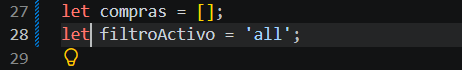 27 let compras = [];
28 let filtroActivo = 'all';
29